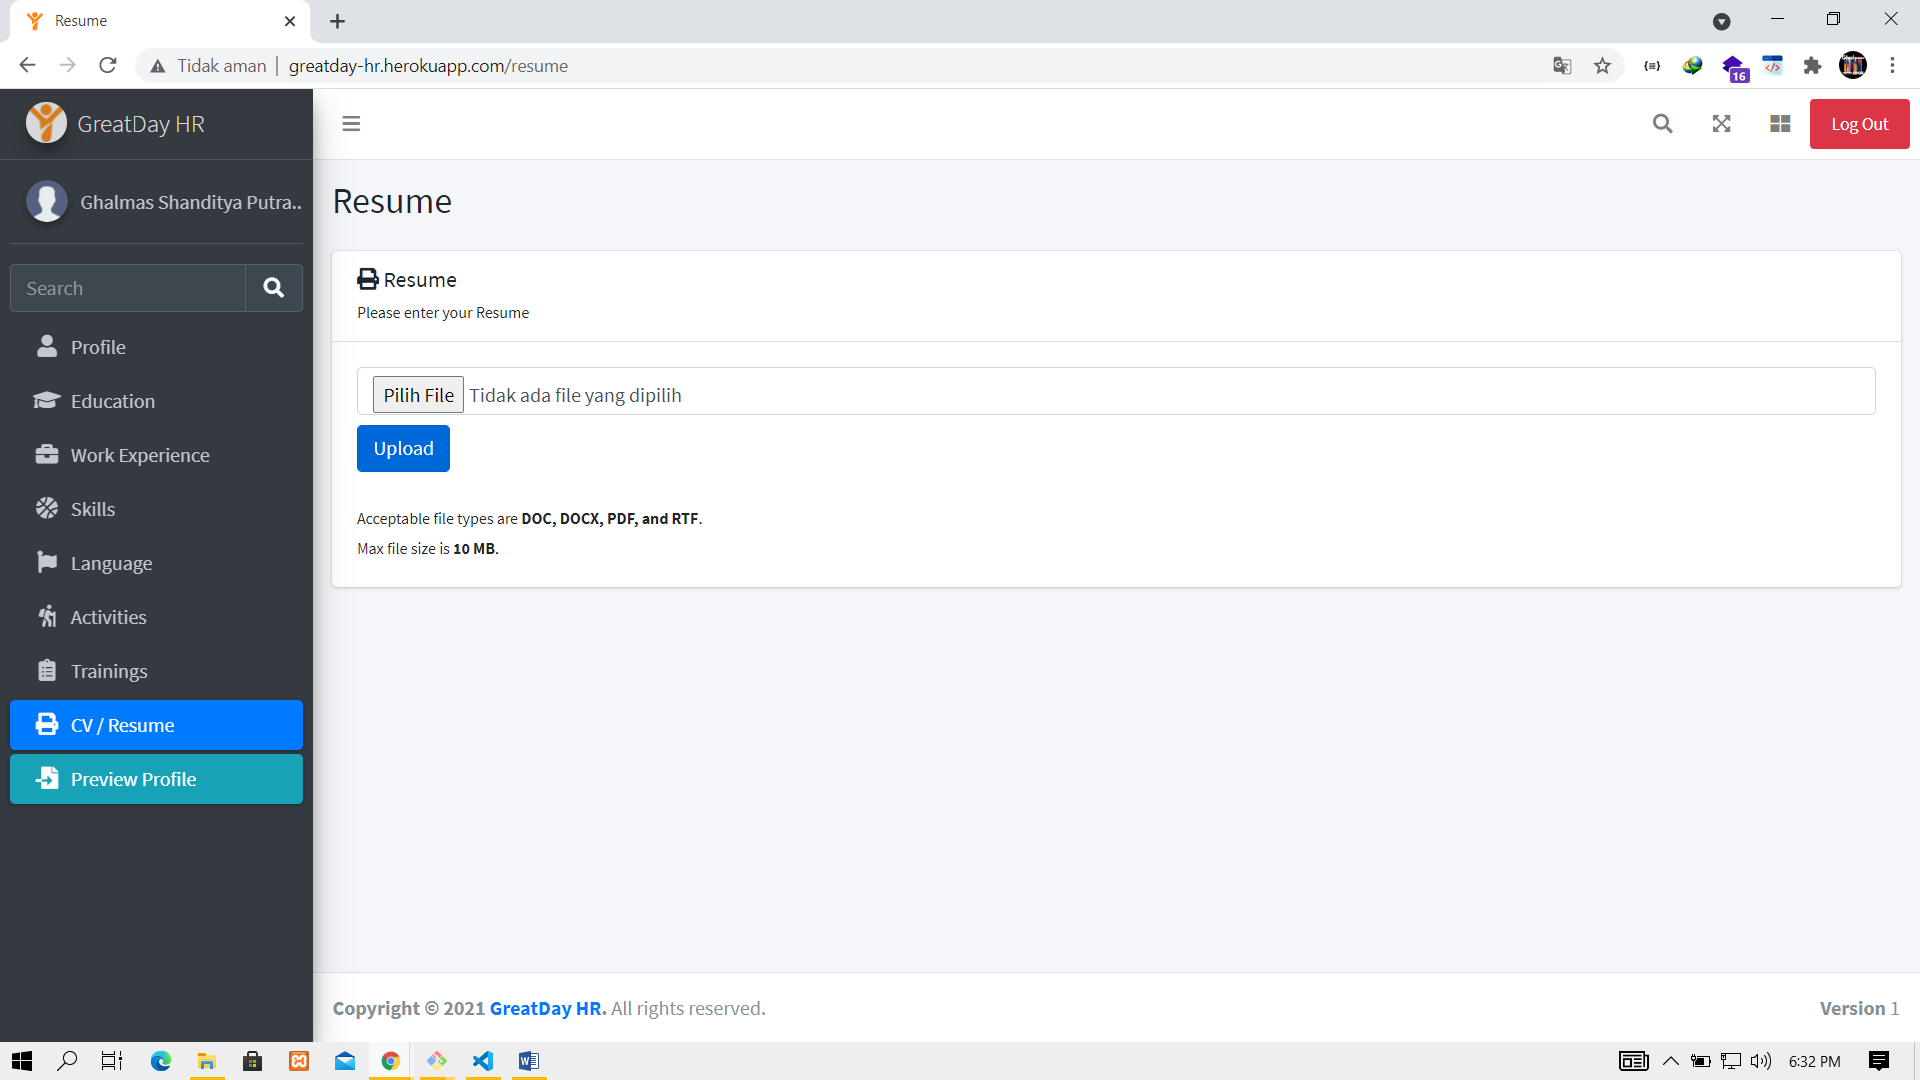 Resume
Tidak aman | greatday-hr.herokuapp.com/resume
16
GreatDay HR
Log Out
Ghalmas Shanditya Putra..
Search
Profile
Education
Work Experience
Skills
Language
Activities
Trainings
CV / Resume
Preview Profile
Resume
Resume
Please enter your Resume
Pilih File Tidak ada file yang dipilih
Upload
Acceptable file types are DOC, DOCX, PDF, and RTF.
Max file size is 10 MB.
Copyright © 2021 GreatDay HR. All rights reserved.
Version 1
6:32 PM